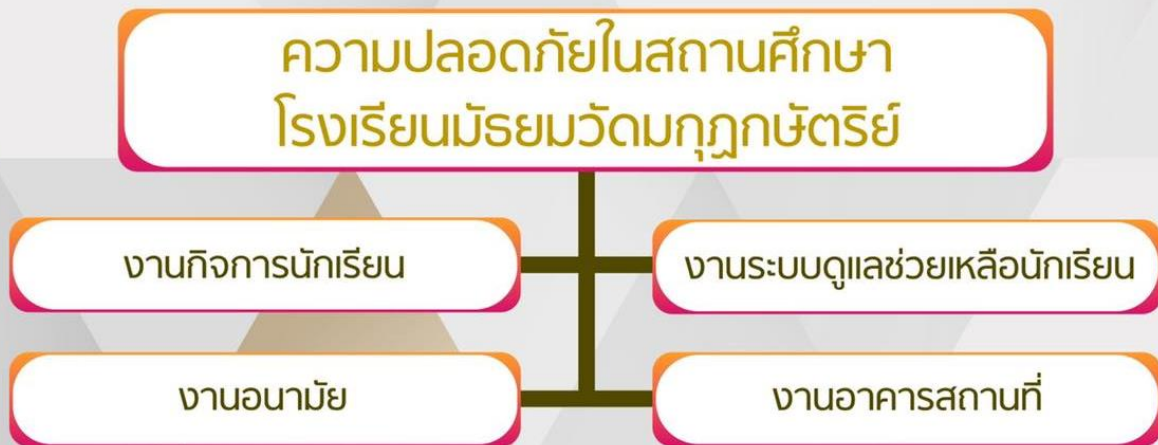 ความปลอดภัยในสถานศึกษา
โรงเรียนมัธยมวัดมกุฏกษัตริย์
งานกิจการนักเรียน
งานระบบดูแลช่วยเหลือนักเรียน
งานอนามัย
งานอาคารสถานที่